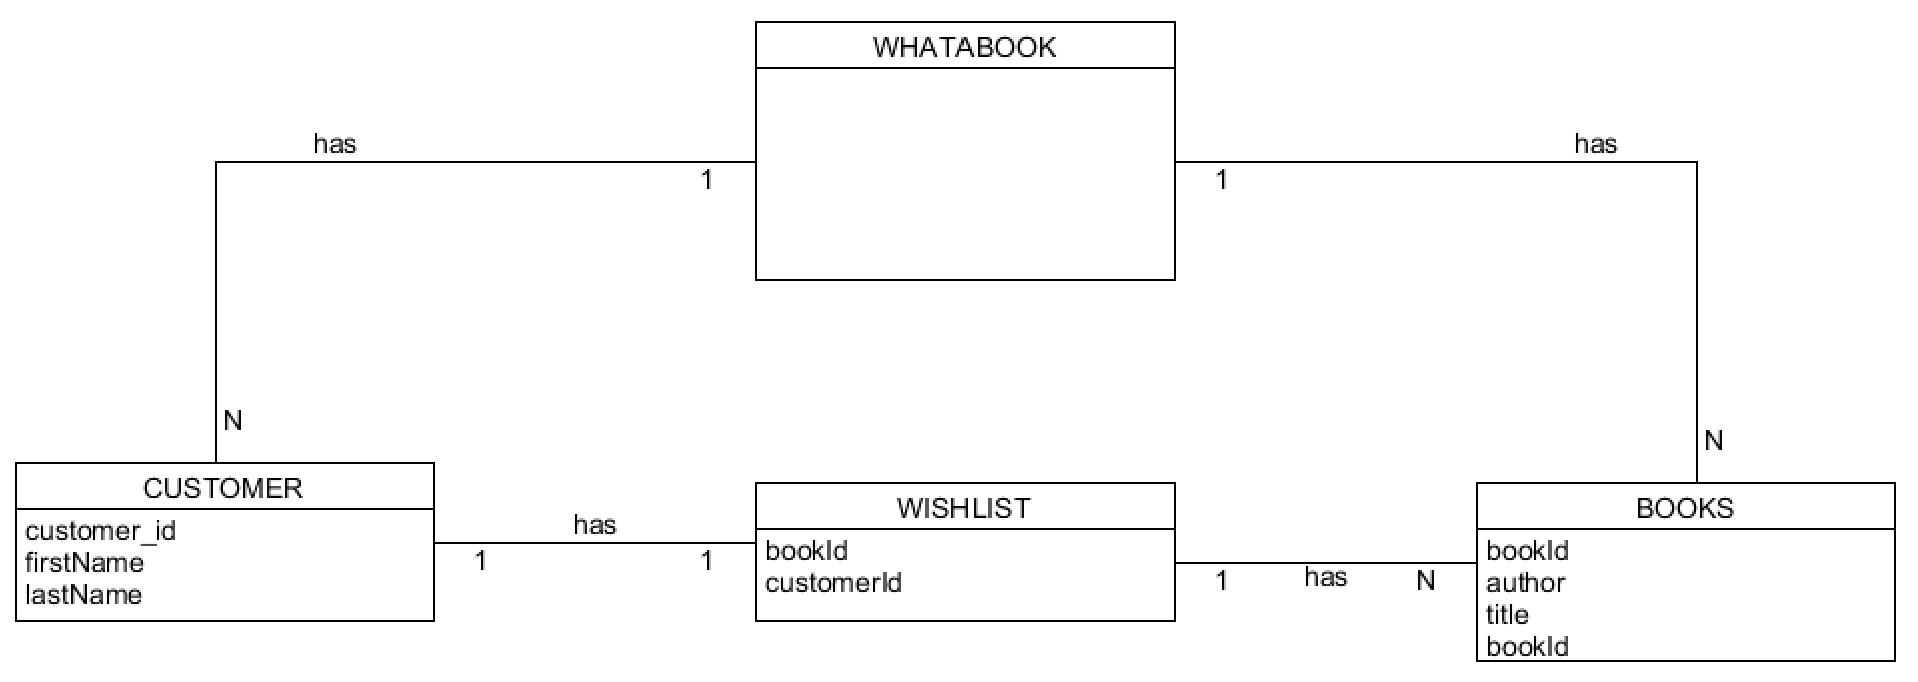 WHATABOOK
has
has
1
1
N
N
CUSTOMER
customer_id
firstName
lastName
has
1
1
WISHLIST
bookId
customerId
1
has
N
BOOKS
bookId
author
title
bookId